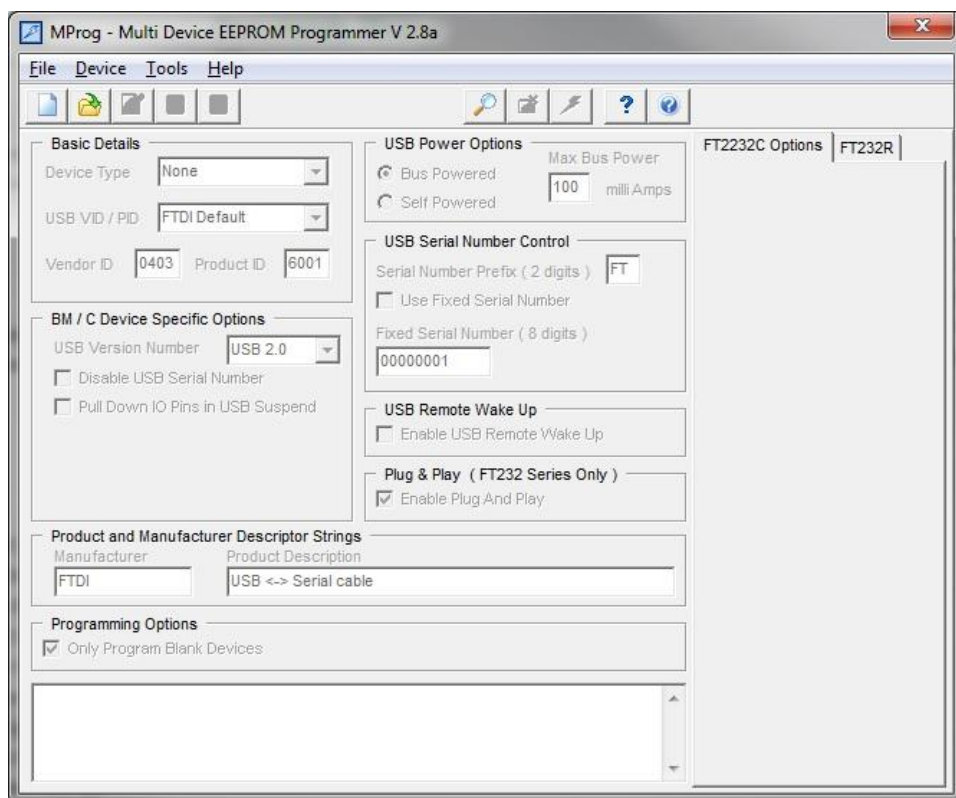 MProg - Multi Device EEPROM Programmer V 2.8a
File Device Tools Help
Basic Details
Device Type None
USB VID / PID FTDI Default
Vendor ID 0403 Product ID 6001
BM / C Device Specific Options
USB Version Number USB 2.0
Disable USB Serial Number
Pull Down IO Pins in USB Suspend
USB Power Options
Max Bus Power
Bus Powered
100 milli Amps
Self Powered
USB Serial Number Control
Serial Number Prefix ( 2 digits ) FT
Use Fixed Serial Number
Fixed Serial Number ( 8 digits )
00000001
USB Remote Wake Up
Enable USB Remote Wake Up
Plug & Play ( FT232 Series Only )
Enable Plug And Play
Product and Manufacturer Descriptor Strings
Manufacturer Product Description
FTDI USB <-> Serial cable
Programming Options
Only Program Blank Devices
FT2232C Options FT232R